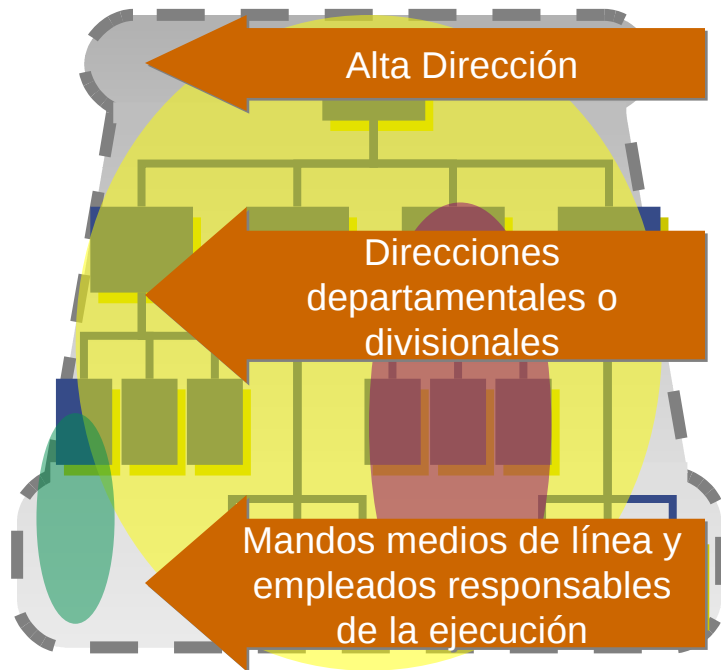 Alta Dirección
Direcciones
departamentales o
divisionales
Mandos medios de línea y
empleados responsables
de la ejecución